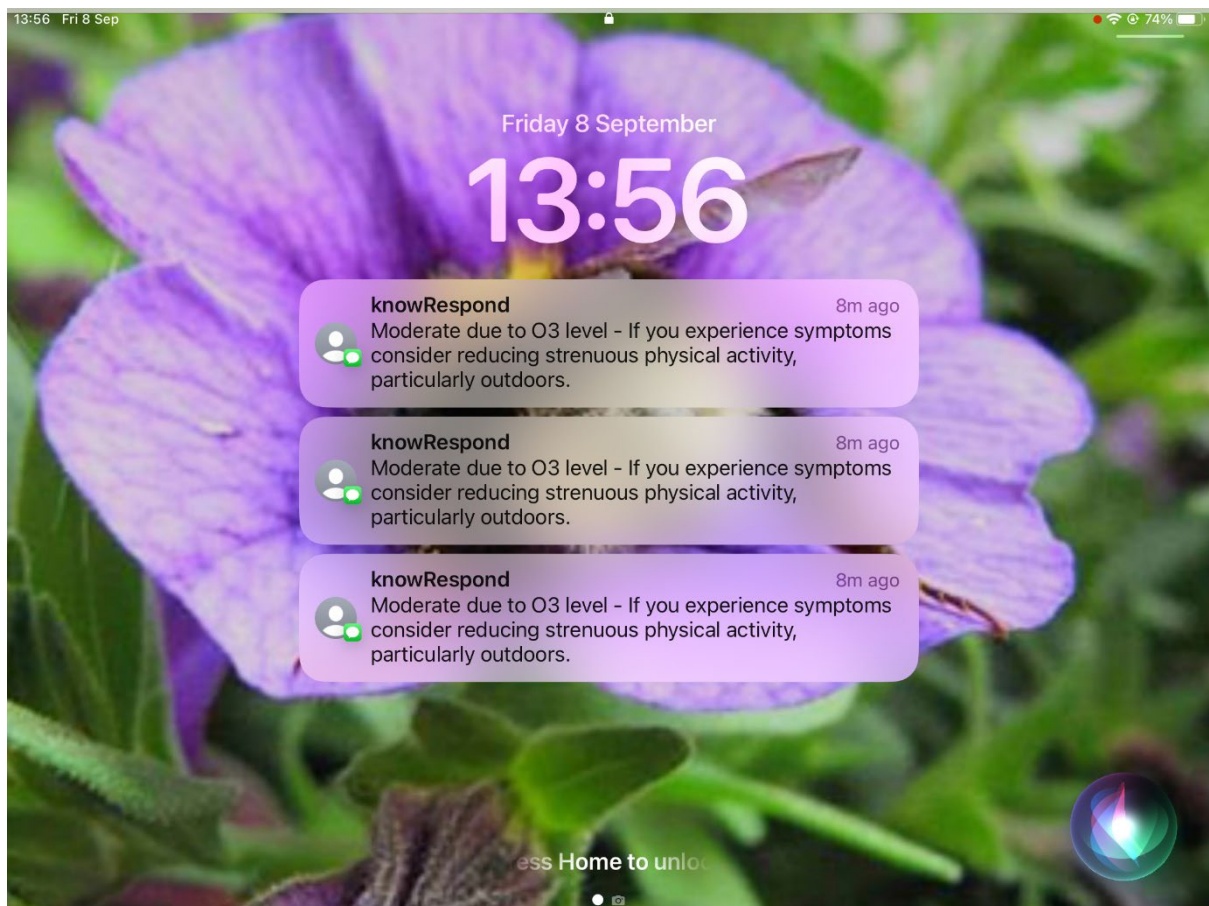 13:56 Fri 8 Sep
74%
Friday 8 September
13:56
knowRespond
8m ago
Moderate due to O3 level - If you experience symptoms
consider reducing strenuous physical activity,
particularly outdoors.
knowRespond
8m ago
Moderate due to O3 level - If you experience symptoms
consider reducing strenuous physical activity,
particularly outdoors.
knowRespond
8m ago
Moderate due to O3 level - If you experience symptoms
consider reducing strenuous physical activity,
particularly outdoors.
ess Home to unloc